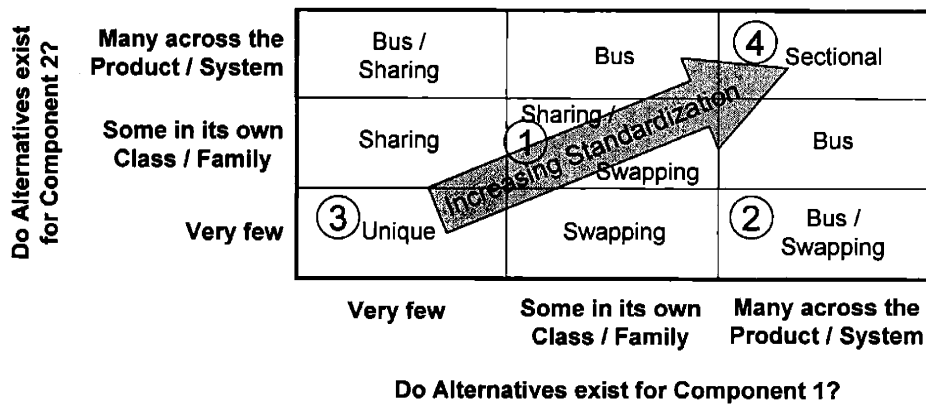 Do Alternatives exist
for Component 2?
Many across the
Product / System
Bus /
Sharing
Bus
4
Sectional
Some in its own
Class / Family
Sharing
Sharing /
1
Swapping
Bus
Increasing Standardization
Very few
3
Unique
Swapping
2
Bus /
Swapping
Very few
Some in its own
Class / Family
Many across the
Product / System
Do Alternatives exist for Component 1?